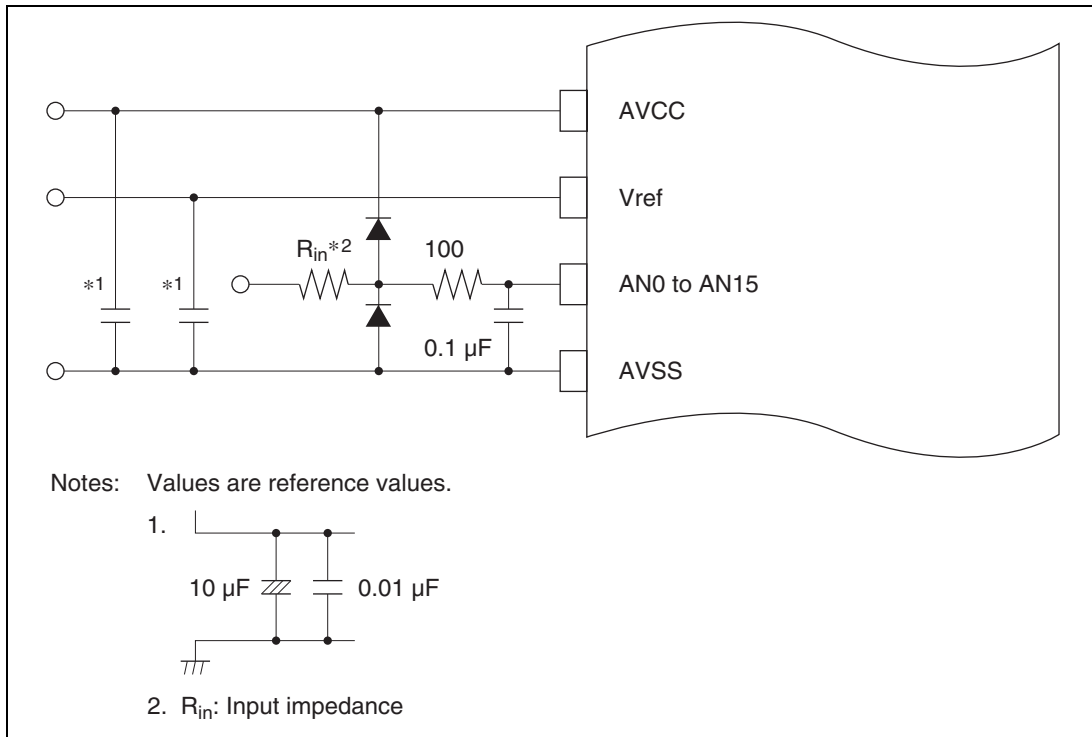 AVCC
Vref
Rin*2
100
*1
*1
AN0 to AN15
0.1 µF
AVSS
Notes: Values are reference values.
1.
10 µF
0.01 µF
2. Rin: Input impedance